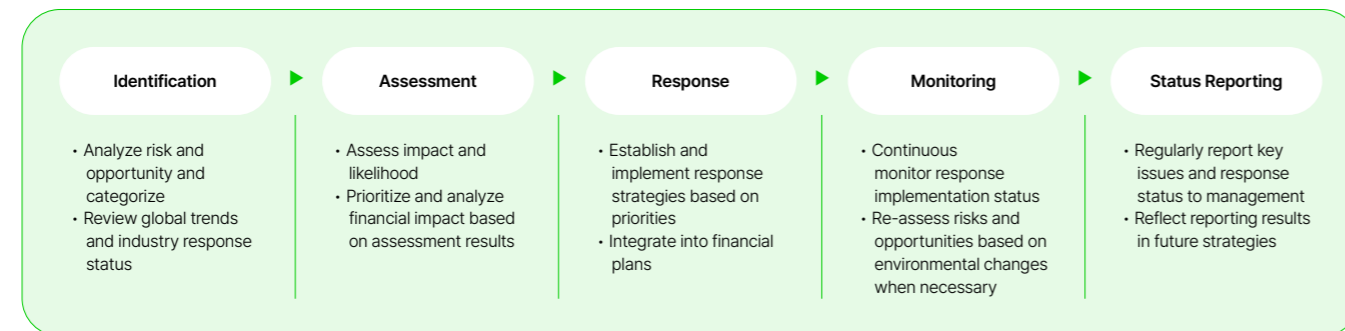 Identification
Assessment
Response
Monitoring
Status Reporting
• Analyze risk and
opportunity and
categorize
• Review global trends
and industry response
status
• Assess impact and
likelihood
• Prioritize and analyze
financial impact based
on assessment results
• Establish and
implement response
strategies based on
priorities
• Integrate into financial
plans
• Continuous
monitor response
implementation status
• Re-assess risks and
opportunities based on
environmental changes
when necessary
• Regularly report key
issues and response
status to management
• Reflect reporting results
in future strategies